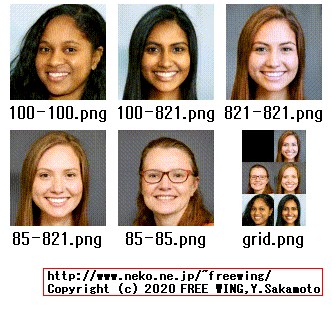 100-100.png 100-821.png 821-821.png
85-821.png 85-85.png grid.png
http://www.neko.ne.jp/~freewing/
Copyright (c) 2020 FREE WING,Y.Sakamoto